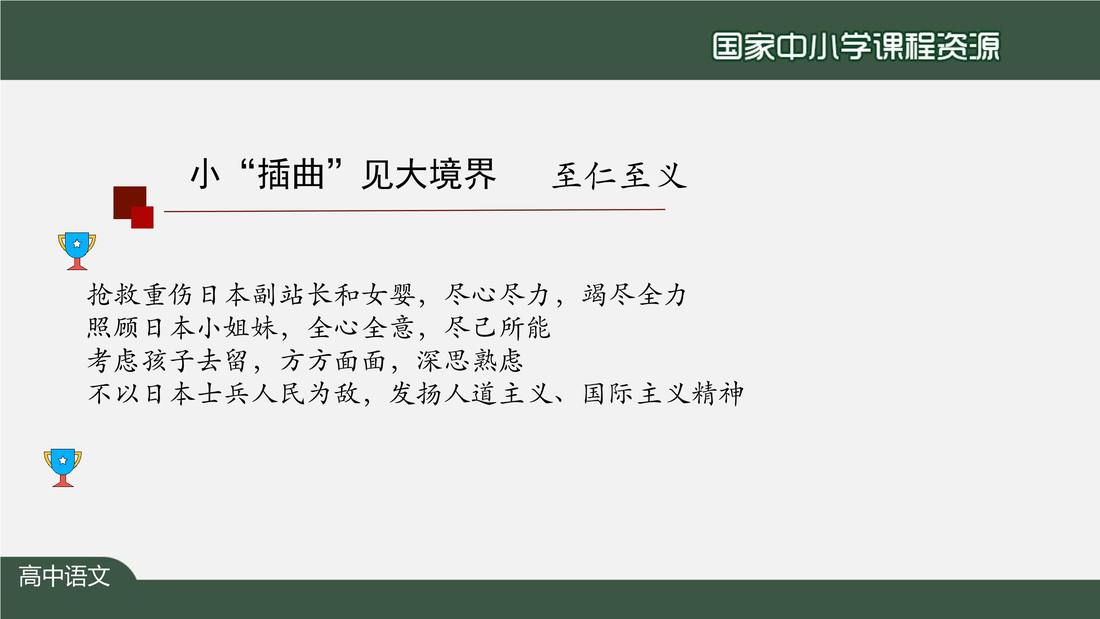 国家中小学课程资源
小“插曲”见大境界 至仁至义
抢救重伤日本副站长和女婴，尽心尽力，竭尽全力
照顾日本小姐妹，全心全意，尽己所能
考虑孩子去留，方方面面，深思熟虑
不以日本士兵人民为敌，发扬人道主义、国际主义精神
高中语文